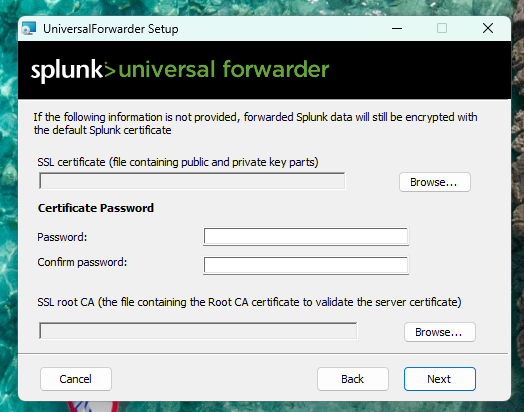 UniversalForwarder Setup
splunk>universal forwarder
If the following information is not provided, forwarded Splunk data will still be encrypted with
the default Splunk certificate
SSL certificate (file containing public and private key parts)
Browse...
Certificate Password
Password:
Confirm password:
SSL root CA (the file containing the Root CA certificate to validate the server certificate)
Browse...
Cancel
Back
Next